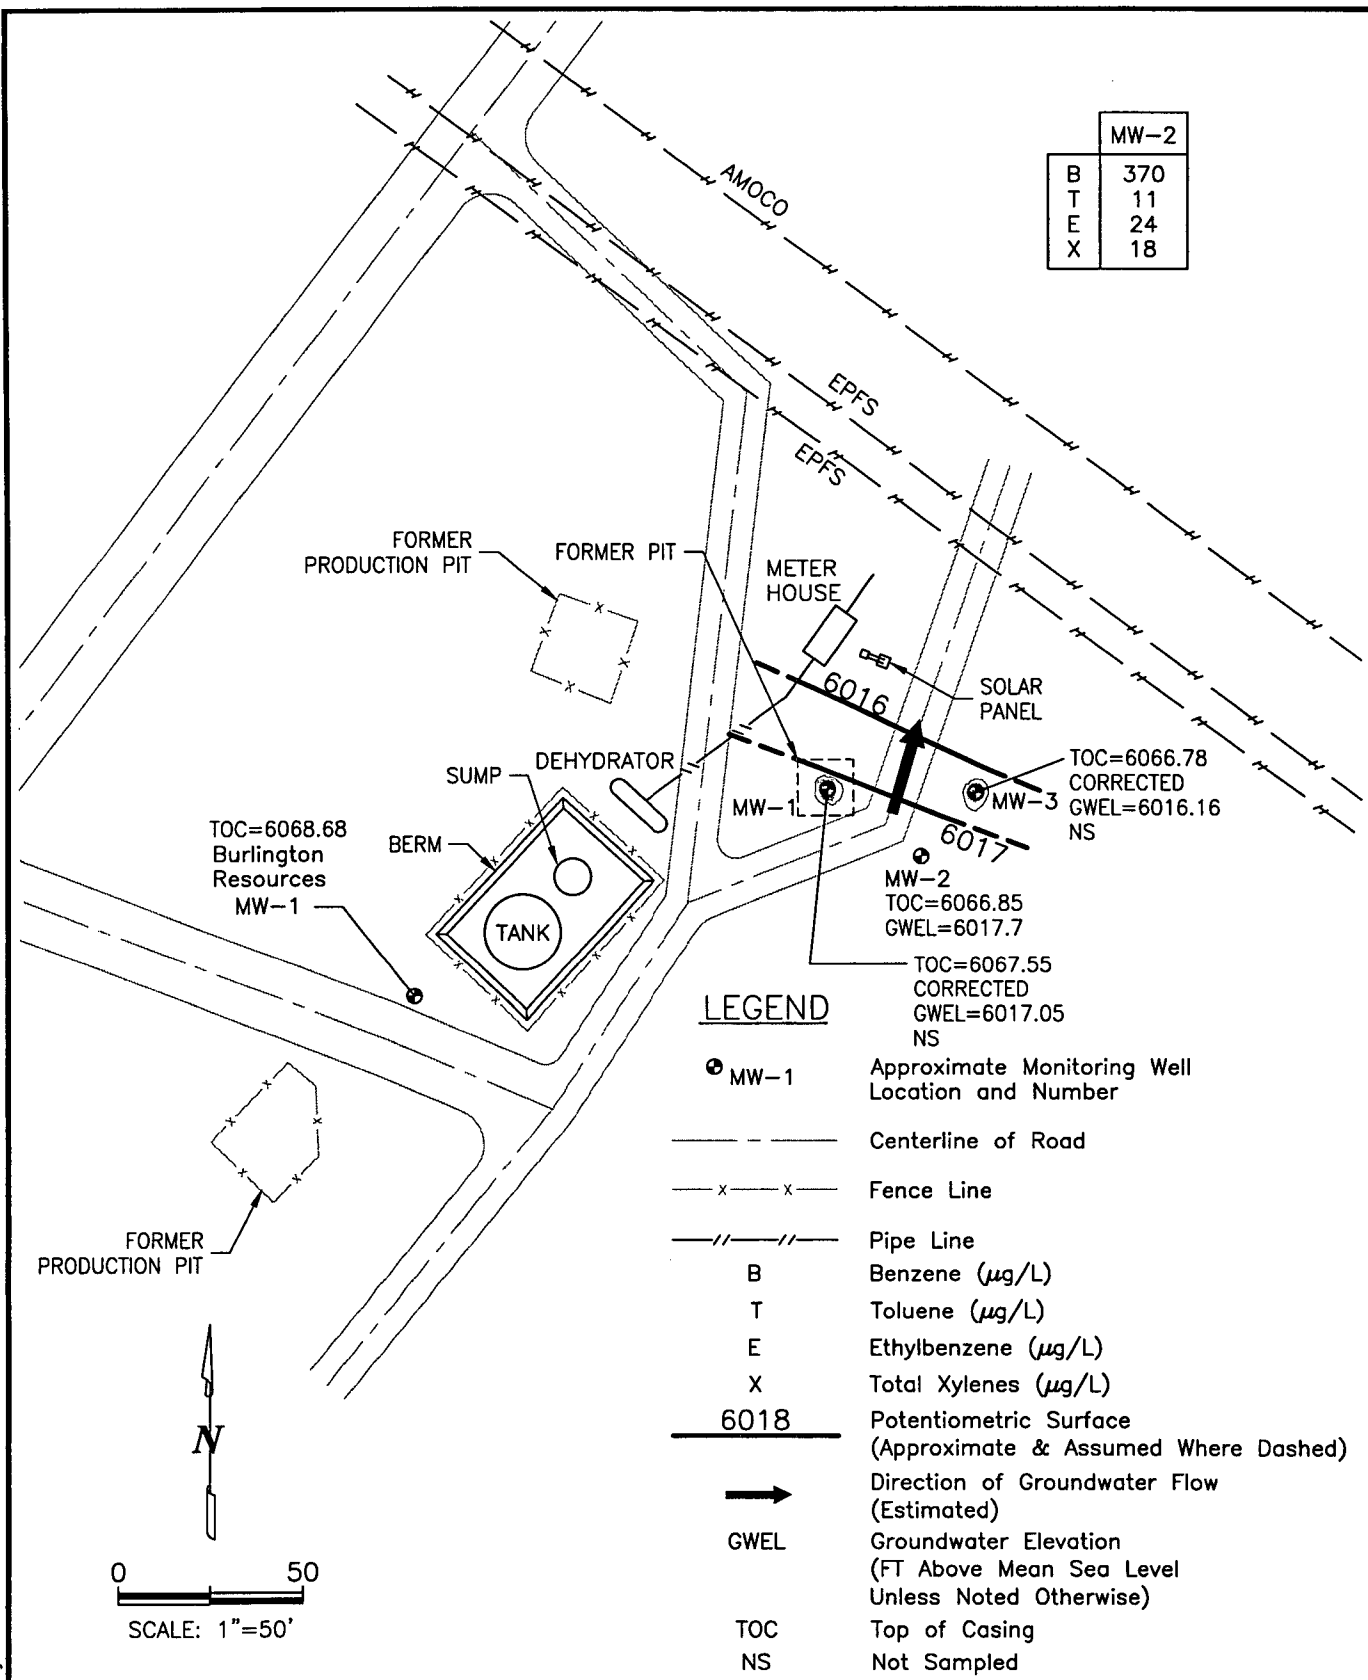 MW-2
B 370
T 11
E 24
X 18
AMOCO
EPFS
EPFS
FORMER
PRODUCTION PIT
FORMER PIT
METER
HOUSE
6016
SOLAR
PANEL
DEHYDRATOR
SUMP
BERM
TANK
TOC=6068.68
Burlington
Resources
MW-1
MW-1
MW-3
TOC=6066.78
CORRECTED
GWEL=6016.16
NS
6017
MW-2
TOC=6066.85
GWEL=6017.7
TOC=6067.55
CORRECTED
GWEL=6017.05
NS
FORMER
PRODUCTION PIT
N
0 50
SCALE: 1"=50'
LEGEND
MW-1 Approximate Monitoring Well
Location and Number
Centerline of Road
x x Fence Line
Pipe Line
B Benzene (µg/L)
T Toluene (µg/L)
E Ethylbenzene (µg/L)
X Total Xylenes (µg/L)
6018 Potentiometric Surface
(Approximate & Assumed Where Dashed)
Direction of Groundwater Flow
(Estimated)
GWEL Groundwater Elevation
(FT Above Mean Sea Level
Unless Noted Otherwise)
TOC Top of Casing
NS Not Sampled